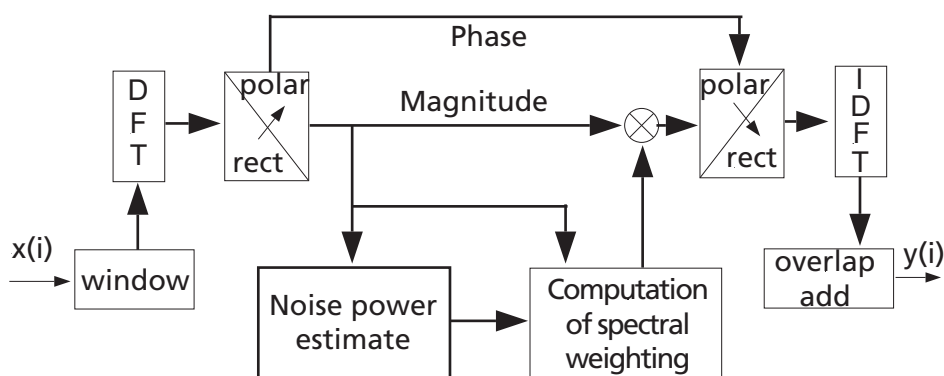 Phase
D
F
T
polar
rect
Magnitude
polar
rect
I
D
F
T
x(i)
window
Noise power
estimate
Computation
of spectral
weighting
overlap
add
y(i)